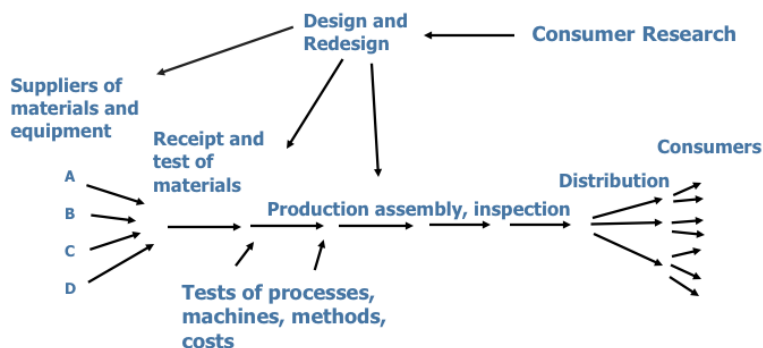 Design and
Redesign
Consumer Research
Suppliers of
materials and
equipment
Receipt and
test of
materials
Consumers
A
Distribution
B
Production assembly, inspection
C
D
Tests of processes,
machines, methods,
costs